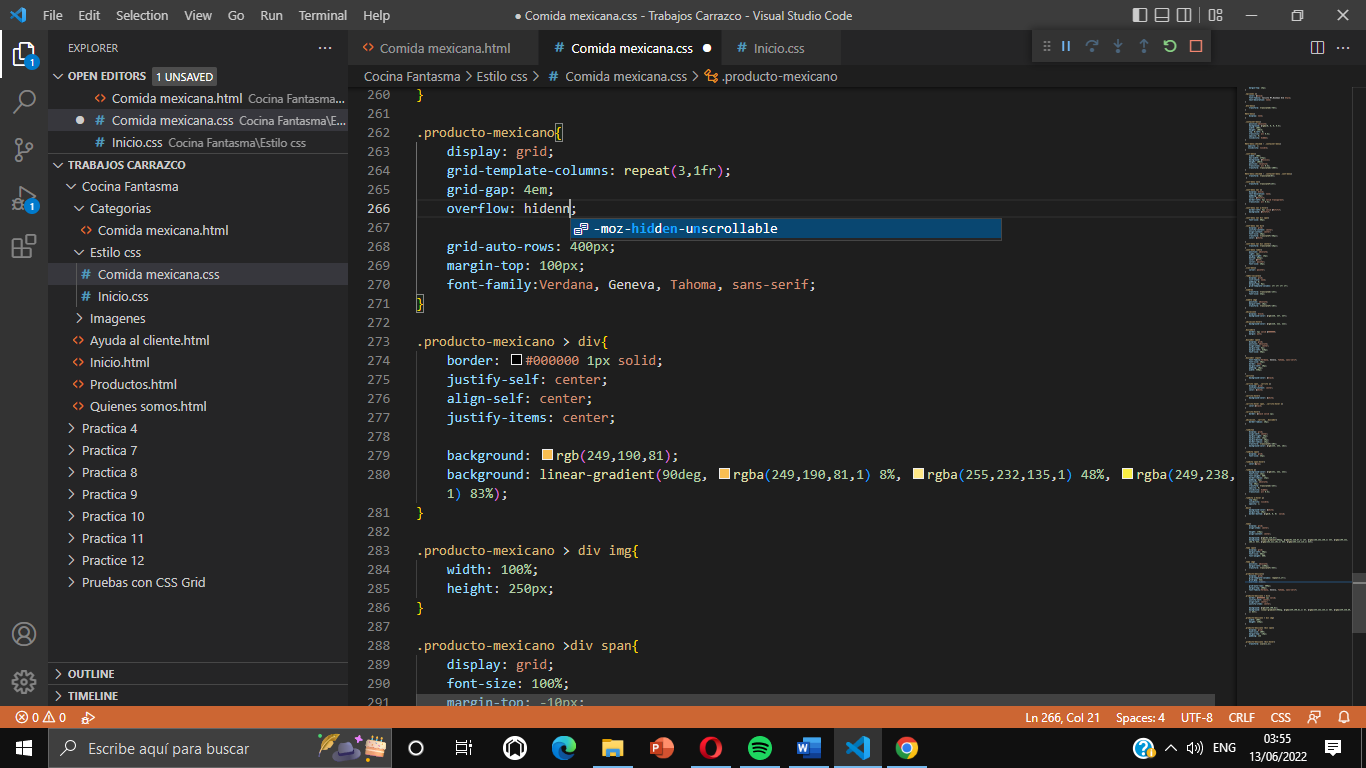 File Edit Selection View Go Run Terminal Help
● Comida mexicana.css - Trabajos Carrazco - Visual Studio Code
EXPLORER
OPEN EDITORS 1 UNSAVED
Comida mexicana.html Cocina Fantasma...
Comida mexicana.css Cocina Fantasma\E...
Inicio.css Cocina Fantasma\Estilo css
TRABAJOS CARRAZCO
Cocina Fantasma
Categorias
Comida mexicana.html
Estilo css
Comida mexicana.css
Inicio.css
Imagenes
Ayuda al cliente.html
Inicio.html
Productos.html
Quienes somos.html
Practica 4
Practica 7
Practica 8
Practica 9
Practica 10
Practica 11
Practica 12
Pruebas con CSS Grid
OUTLINE
TIMELINE
Comida mexicana.html
Comida mexicana.css
Inicio.css
Cocina Fantasma > Estilo css > # Comida mexicana.css > .producto-mexicano
260 }
261
262 .producto-mexicano{
263 display: grid;
264 grid-template-columns: repeat(3,1fr);
265 grid-gap: 4em;
266 overflow: hidenn;
267
-moz-hidden-unscrollable
268 grid-auto-rows: 400px;
269 margin-top: 100px;
270 font-family:Verdana, Geneva, Tahoma, sans-serif;
271 }
272
273 .producto-mexicano > div{
274 border: #000000 1px solid;
275 justify-self: center;
276 align-self: center;
277 justify-items: center;
278
279 background: rgb(249,190,81);
280 background: linear-gradient(90deg, rgba(249,190,81,1) 8%, rgba(255,232,135,1) 48%, rgba(249,238,
1) 83%);
281 }
282
283 .producto-mexicano > div img{
284 width: 100%;
285 height: 250px;
286 }
287
288 .producto-mexicano >div span{
289 display: grid;
290 font-size: 100%;
291 margin-top: -10px;
0 0
Ln 266, Col 21 Spaces: 4 UTF-8 CRLF CSS
Escribe aquí para buscar
ENG
03:55
13/06/2022